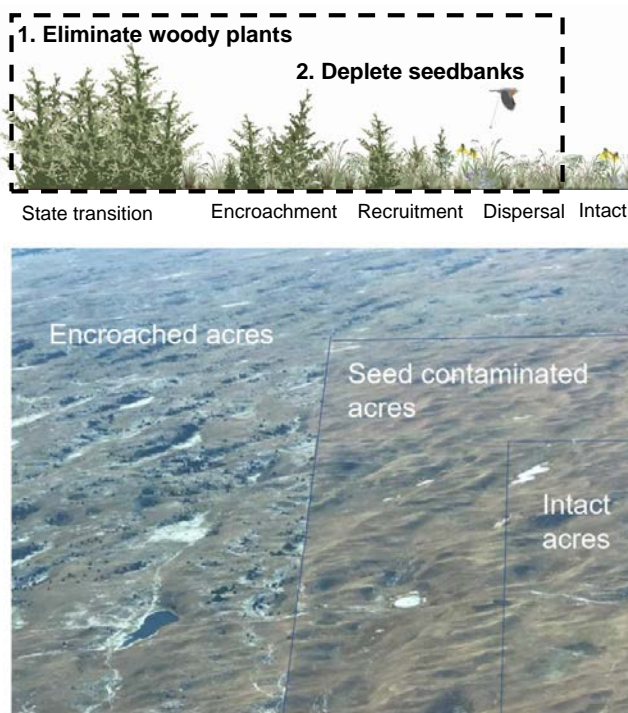 1. Eliminate woody plants
2. Deplete seedbanks
State transition Encroachment Recruitment Dispersal Intact
Encroached acres
Seed contaminated
acres
Intact
acres